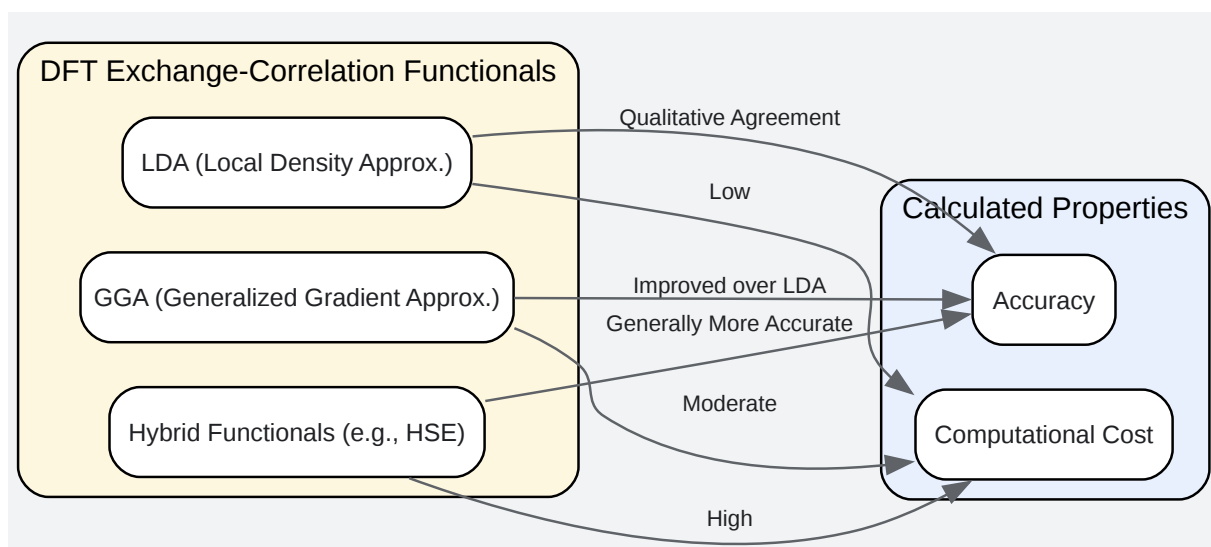 DFT Exchange-Correlation Functionals
LDA (Local Density Approx.)
GGA (Generalized Gradient Approx.)
Hybrid Functionals (e.g., HSE)
Qualitative Agreement
Low
Improved over LDA
Generally More Accurate
Moderate
High
Calculated Properties
Accuracy
Computational Cost